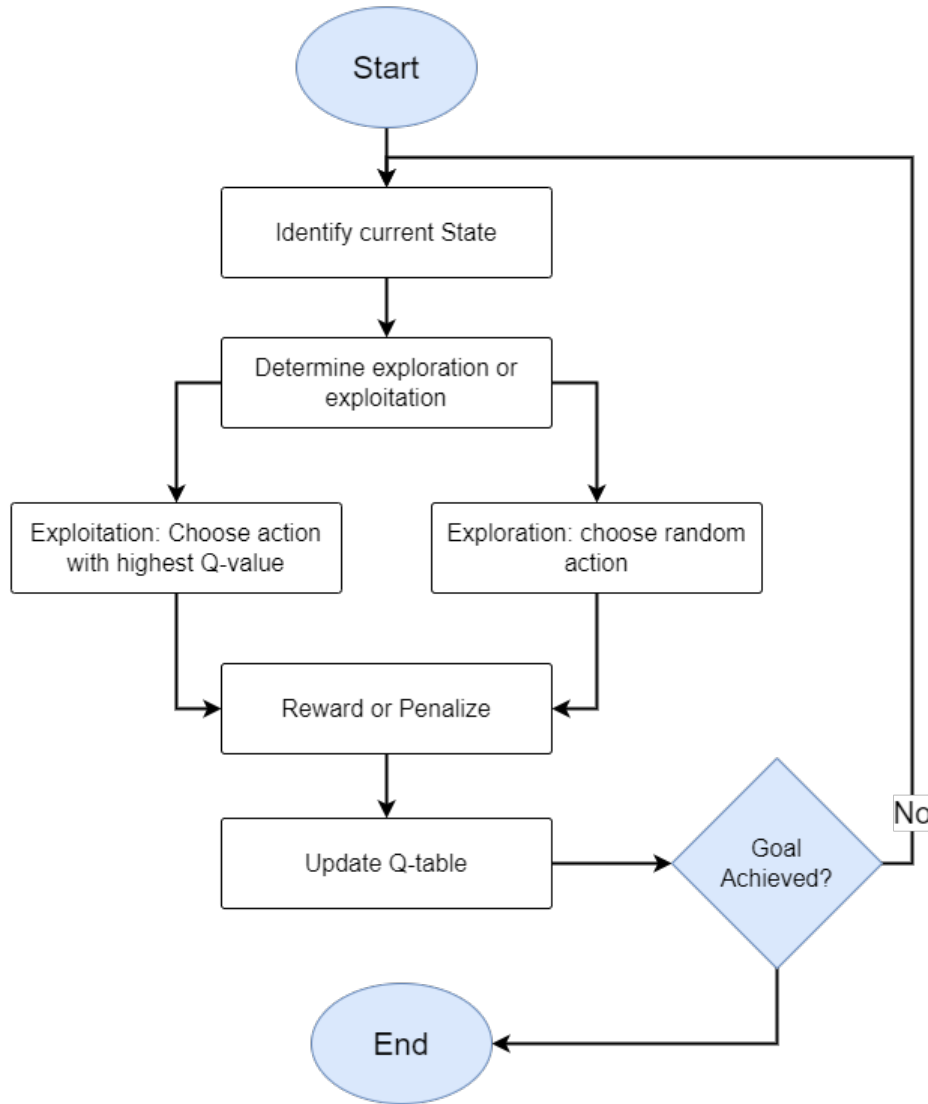 Start
Identify current State
Determine exploration or
exploitation
Exploitation: Choose action
with highest Q-value
Exploration: choose random
action
Reward or Penalize
Update Q-table
Goal
Achieved?
No
End